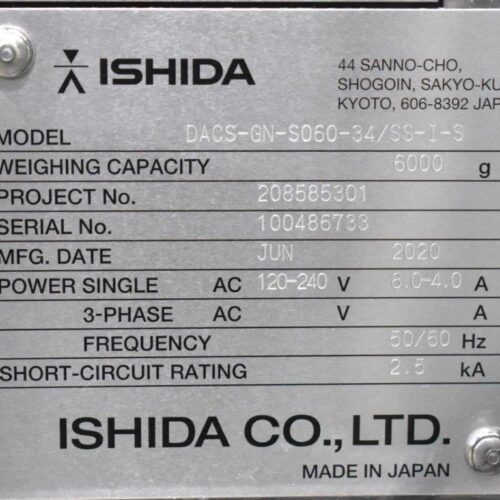 ISHIDA
44 SANNO-CHO,
SHOGOIN, SAKYO-KU
KYOTO, 606-8392 JAP
MODEL DACS-GN-S060-34/SS-I-S
WEIGHING CAPACITY 6000 g
PROJECT No. 208585301
SERIAL No. 100486733
MFG. DATE JUN 2020
POWER SINGLE AC 120-240 V 8.0-4.0 A
3-PHASE AC V A
FREQUENCY 50/60 Hz
SHORT-CIRCUIT RATING 2.5 kA
ISHIDA CO., LTD.
MADE IN JAPAN